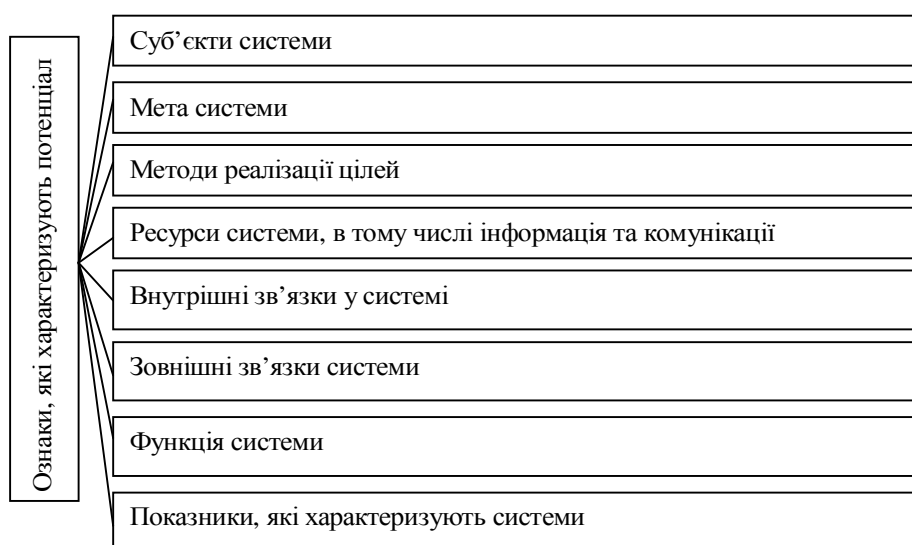 Ознаки, які характеризують потенціал
Суб’єкти системи
Мета системи
Методи реалізації цілей
Ресурси системи, в тому числі інформація та комунікації
Внутрішні зв’язки у системі
Зовнішні зв’язки системи
Функція системи
Показники, які характеризують системи